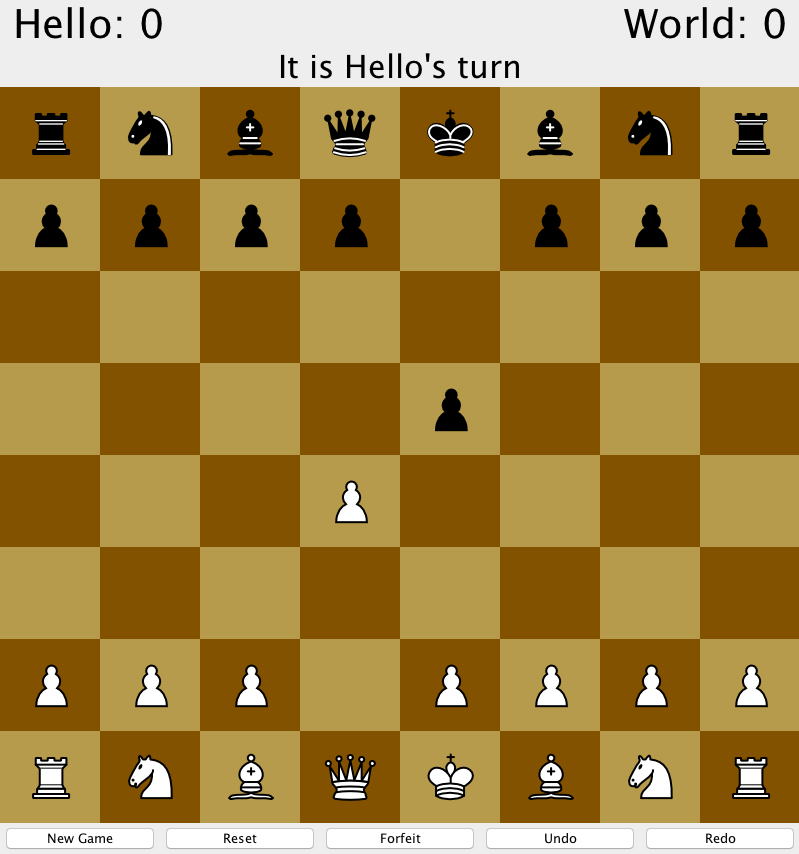 Hello: 0 World: 0
It is Hello's turn
New Game Reset Forfeit Undo Redo